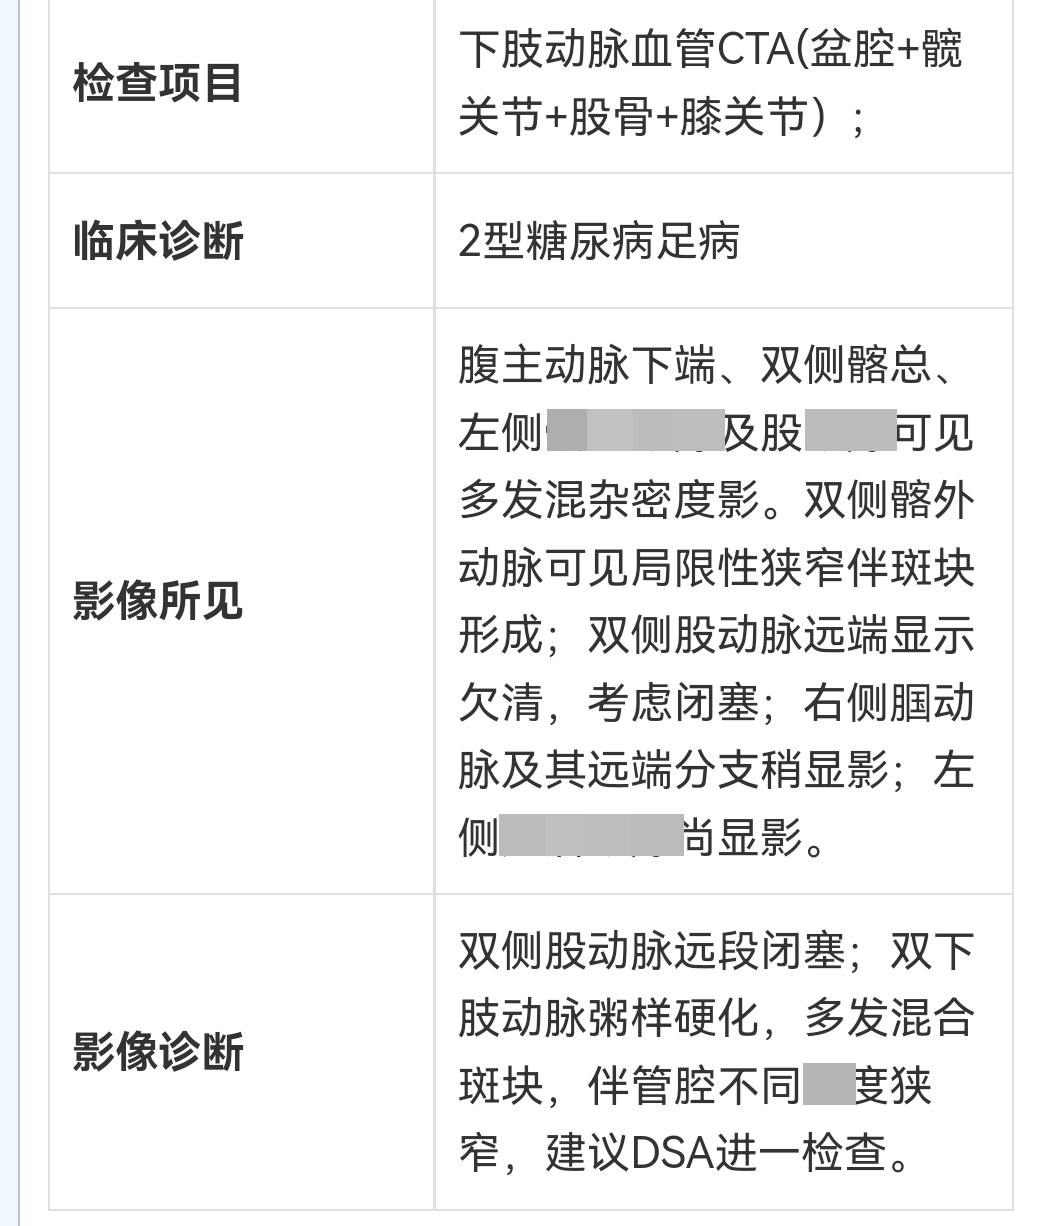 检查项目
下肢动脉血管CTA(盆腔+髋
关节+股骨+膝关节）;
临床诊断
2型糖尿病足病
影像所见
腹主动脉下端、双侧髂总、
左侧 及股 可见
多发混杂密度影。双侧髂外
动脉可见局限性狭窄伴斑块
形成；双侧股动脉远端显示
欠清，考虑闭塞；右侧腘动
脉及其远端分支稍显影；左
侧 尚显影。
影像诊断
双侧股动脉远段闭塞；双下
肢动脉粥样硬化，多发混合
斑块，伴管腔不同 度狭
窄，建议DSA进一检查。